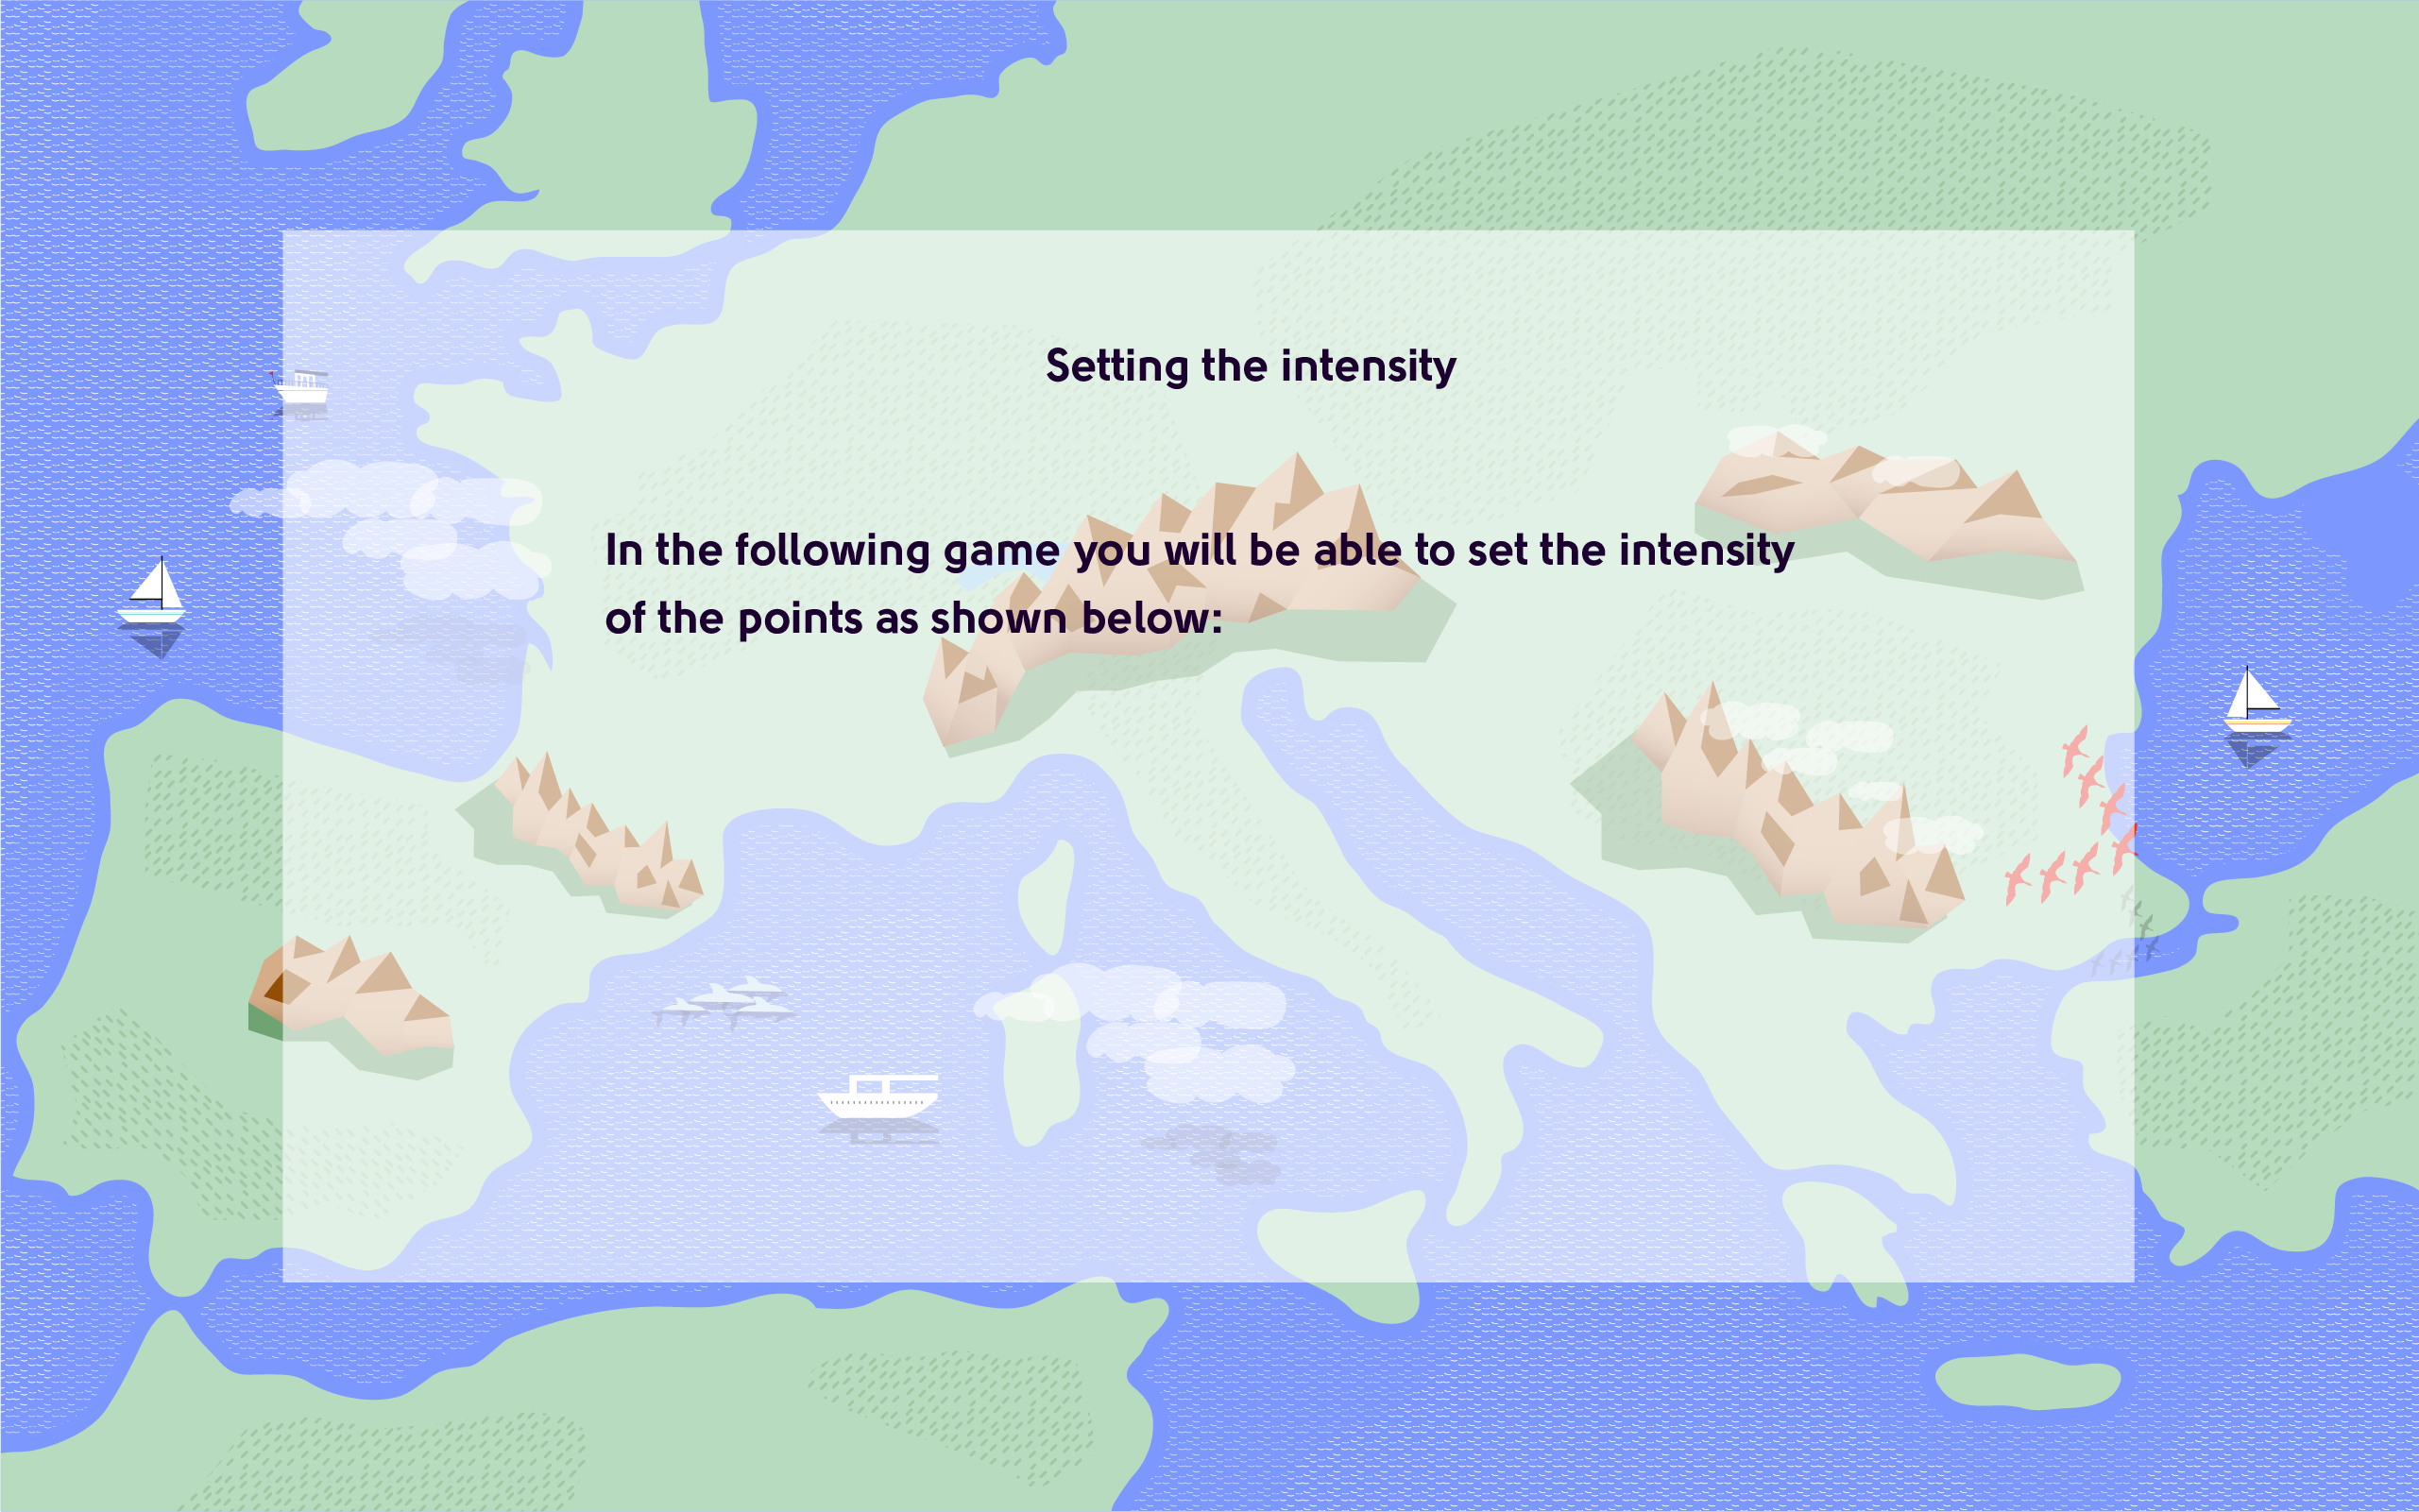 Setting the intensity
In the following game you will be able to set the intensity
of the points as shown below: